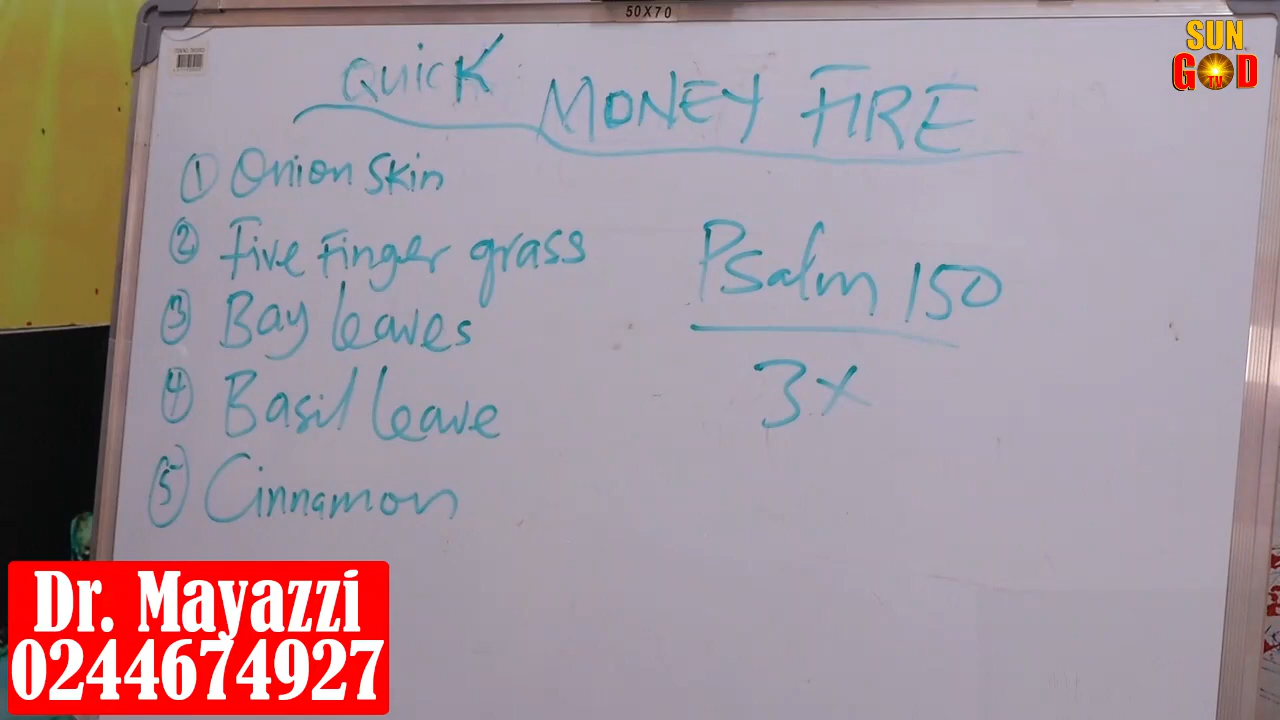 50X70
SUN
GOD
TV
QuicK MONEY FIRE
① Onion Skin
② Five Finger grass
③ Bay leaves
④ Basil leave
⑤ Cinnamon
Psalm 150
3x
Dr. Mayazzi
0244674927